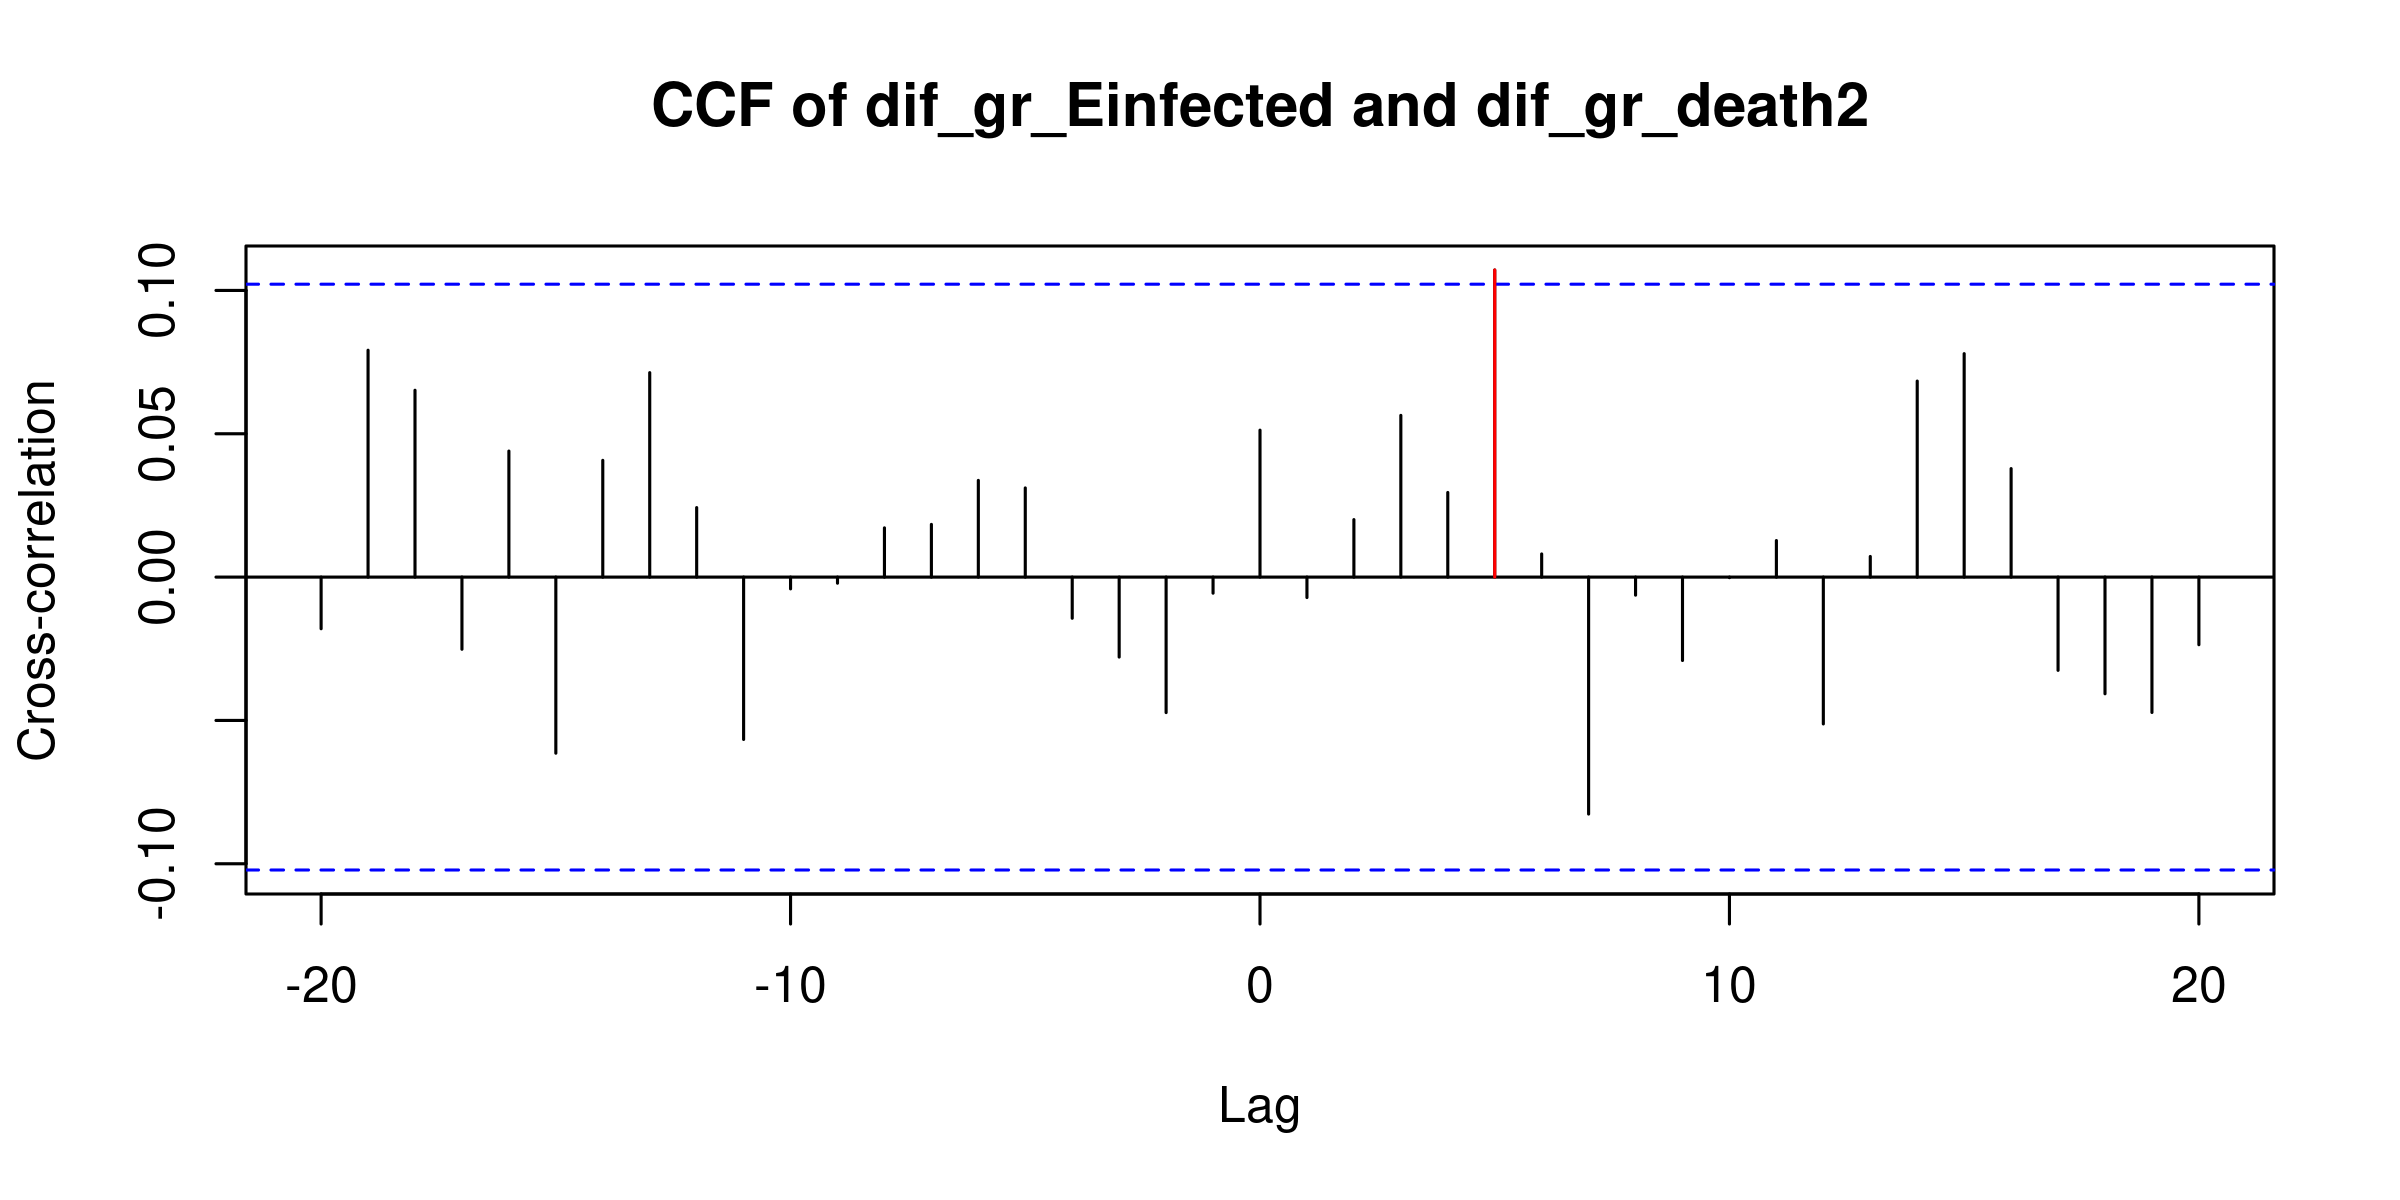 CCF of dif_gr_Einfected and dif_gr_death2
Cross-correlation
0.10
0.05
0.00
-0.10
-20 -10 0 10 20
Lag